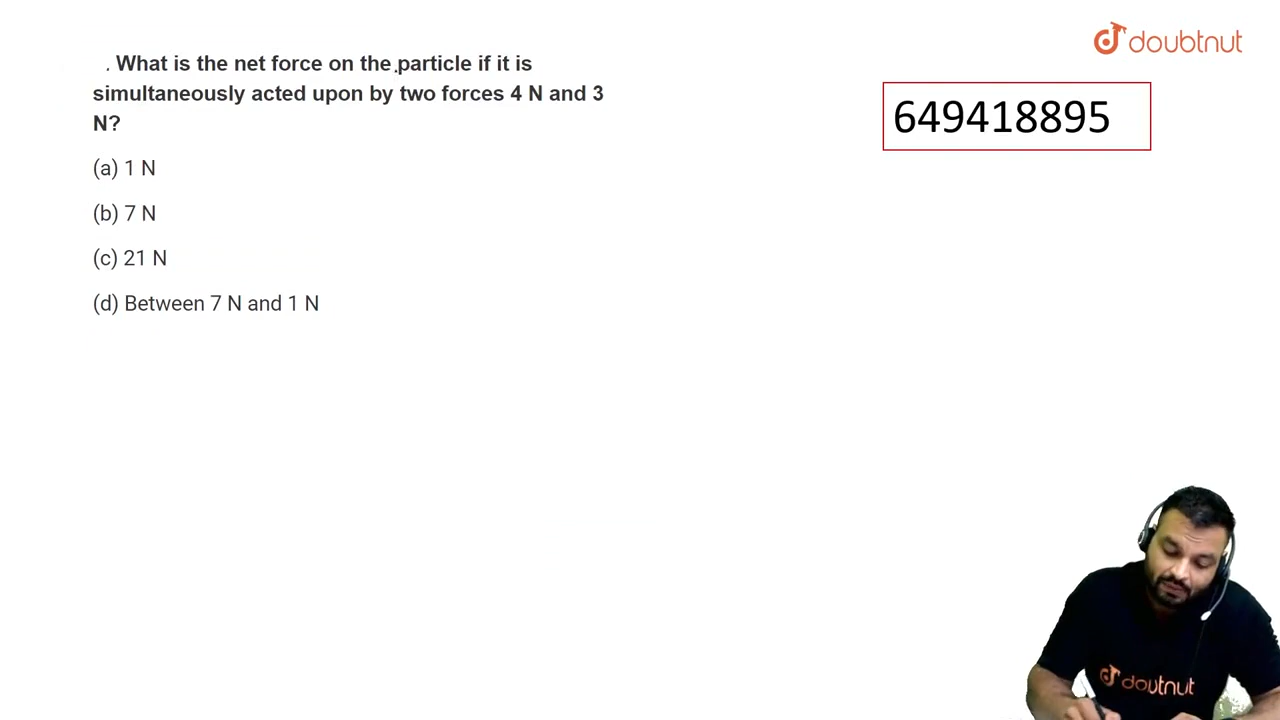 doubtnut
. What is the net force on the particle if it is
simultaneously acted upon by two forces 4 N and 3
N?
649418895
(a) 1 N
(b) 7 N
(c) 21 N
(d) Between 7 N and 1 N
doubtnut